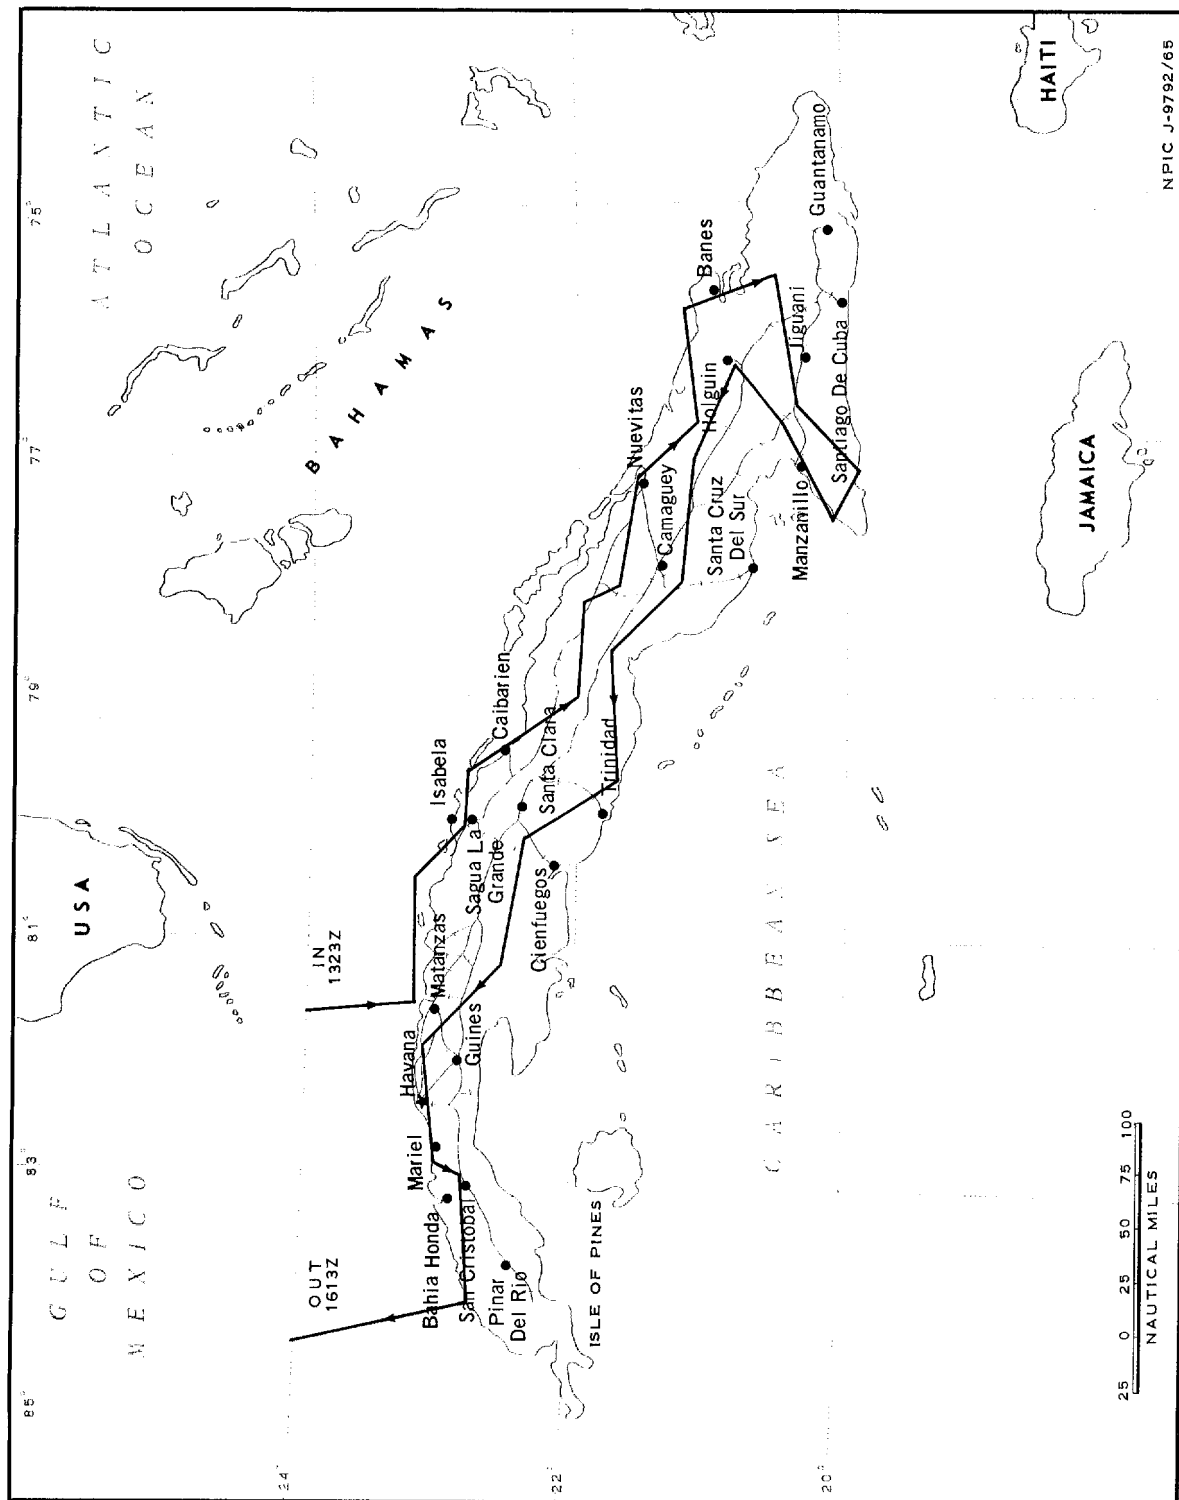 GULF
OF
MEXICO
USA
ATLANTIC
OCEAN
BAHAMAS
85°
83°
81°
79°
77°
75°
24°
22°
20°
OUT
1613Z
IN
1323Z
Havana
Mariel
Bahia Honda
San Cristobal
Pinar
Del Rio
Guines
Matanzas
Isabela
Sagua La
Grande
Caibarien
Santa Clara
Cienfuegos
Trinidad
Nuevitas
Camaguey
Santa Cruz
Del Sur
Holguin
Banes
Manzanillo
Jiguani
Santiago De Cuba
Guantanamo
ISLE OF PINES
CARIBBEAN SEA
JAMAICA
HAITI
25 0 25 50 75 100
NAUTICAL MILES
NPIC J-9792/65